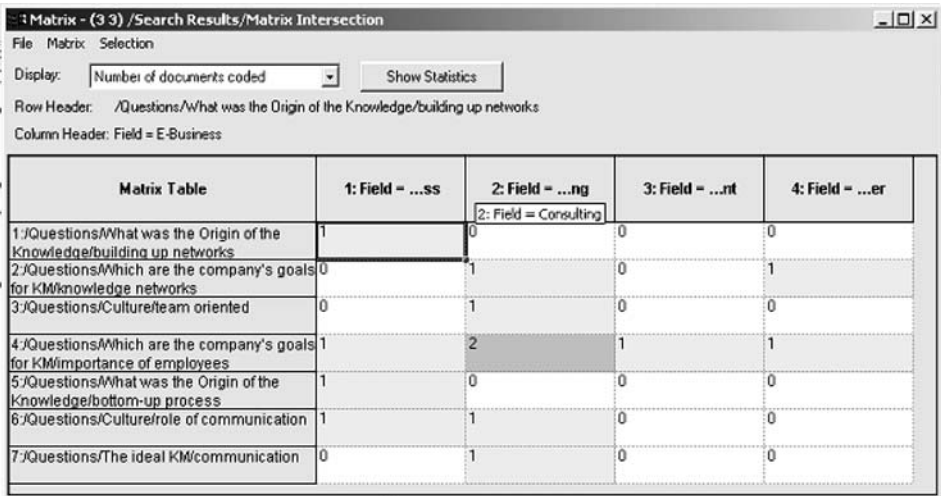 Matrix - (3 3) /Search Results/Matrix Intersection
File Matrix Selection
Display: Number of documents coded Show Statistics
Row Header: /Questions/What was the Origin of the Knowledge/building up networks
Column Header: Field = E-Business
Matrix Table 1: Field = ...ss 2: Field = ...ng 3: Field = ...nt 4: Field = ...er
2: Field = Consulting
1:/Questions/What was the Origin of the 1 0 0 0
Knowledge/building up networks
2:/Questions/Which are the company's goals 0 1 0 1
for KM/knowledge networks
3:/Questions/Culture/team oriented 0 1 0 0
4:/Questions/Which are the company's goals 1 2 1 1
for KM/importance of employees
5:/Questions/What was the Origin of the 1 0 0 0
Knowledge/bottom-up process
6:/Questions/Culture/role of communication 1 1 0 0
7:/Questions/The ideal KM/communication 0 1 0 0